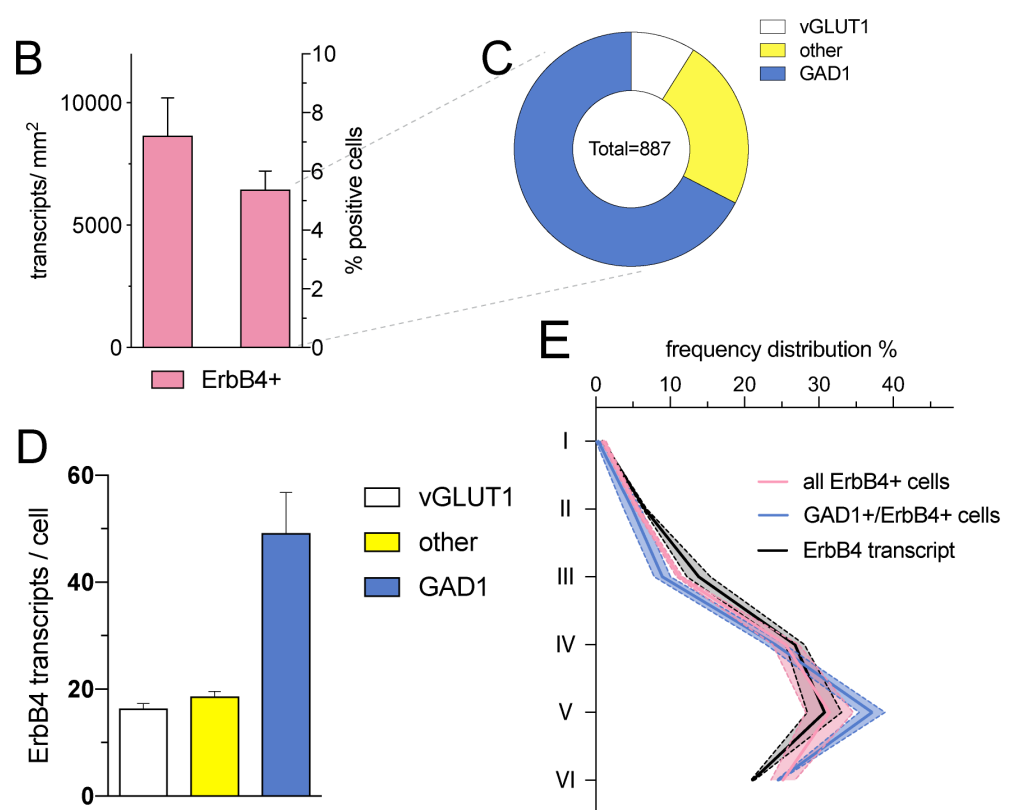 B
transcripts/ mm²
10000
5000
0
10
8
6
4
2
0
% positive cells
ErbB4+
C
Total=887
vGLUT1
other
GAD1
D
ErbB4 transcripts / cell
60
40
20
0
vGLUT1
other
GAD1
E
frequency distribution %
0 10 20 30 40
I
II
III
IV
V
VI
all ErbB4+ cells
GAD1+/ErbB4+ cells
ErbB4 transcript